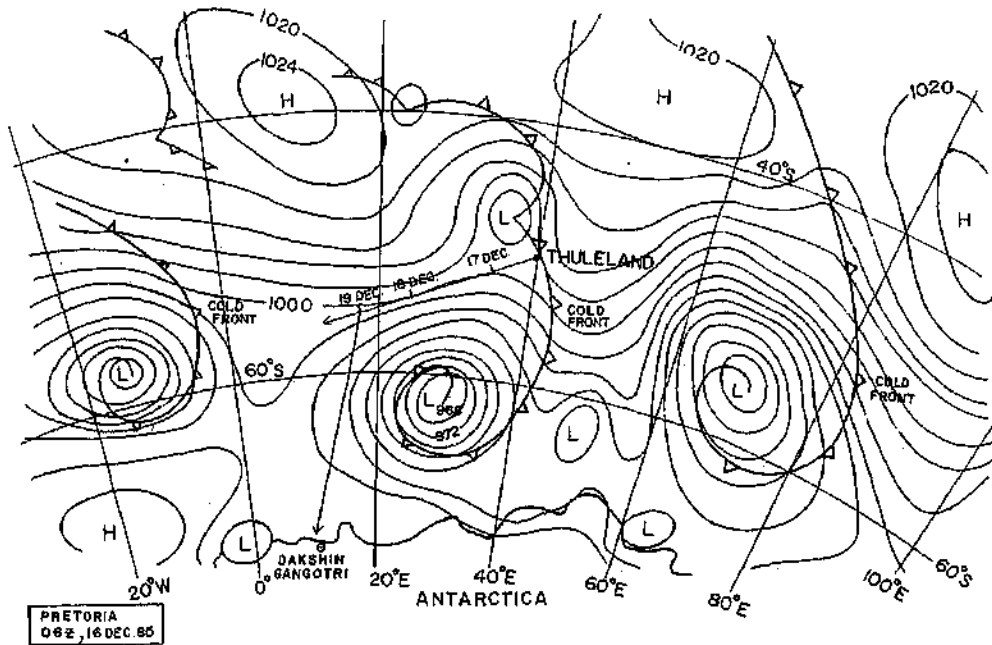 1020
1024
H
1020
H
1020
40°S
H
L
THULELAND
17 DEC.
18 DEC.
19 DEC.
1000
COLD
FRONT
COLD
FRONT
COLD
FRONT
60°S
L
L
968
972
L
L
H
L
L
DAKSHIN
GANGOTRI
20°W
0°
20°E
40°E
60°E
80°E
100°E
60°S
ANTARCTICA
PRETORIA
06Z, 16 DEC. 85